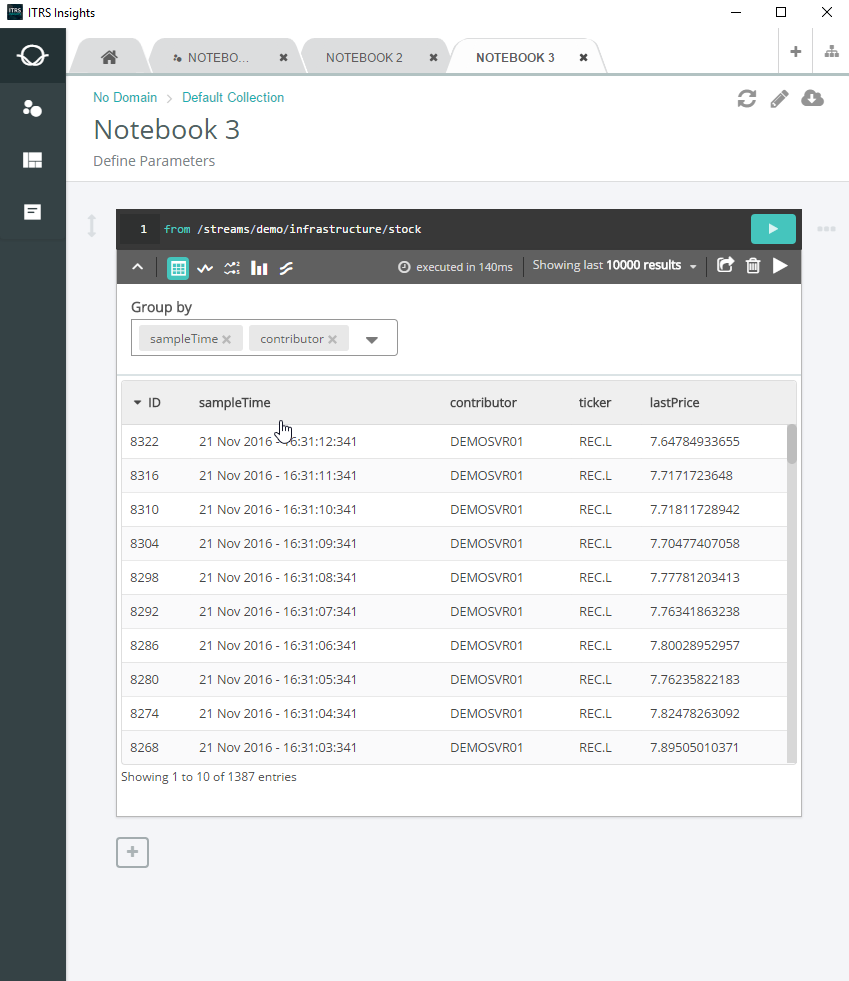 ITRS Insights
NOTEBO...
NOTEBOOK 2
NOTEBOOK 3
No Domain > Default Collection
Notebook 3
Define Parameters
1 from /streams/demo/infrastructure/stock
executed in 140ms Showing last 10000 results
Group by
sampleTime contributor
ID sampleTime contributor ticker lastPrice
8322 21 Nov 2016 - 16:31:12:341 DEMOSVR01 REC.L 7.64784933655
8316 21 Nov 2016 - 16:31:11:341 DEMOSVR01 REC.L 7.7171723648
8310 21 Nov 2016 - 16:31:10:341 DEMOSVR01 REC.L 7.71811728942
8304 21 Nov 2016 - 16:31:09:341 DEMOSVR01 REC.L 7.70477407058
8298 21 Nov 2016 - 16:31:08:341 DEMOSVR01 REC.L 7.77781203413
8292 21 Nov 2016 - 16:31:07:341 DEMOSVR01 REC.L 7.76341863238
8286 21 Nov 2016 - 16:31:06:341 DEMOSVR01 REC.L 7.80028952957
8280 21 Nov 2016 - 16:31:05:341 DEMOSVR01 REC.L 7.76235822183
8274 21 Nov 2016 - 16:31:04:341 DEMOSVR01 REC.L 7.82478263092
8268 21 Nov 2016 - 16:31:03:341 DEMOSVR01 REC.L 7.89505010371
Showing 1 to 10 of 1387 entries